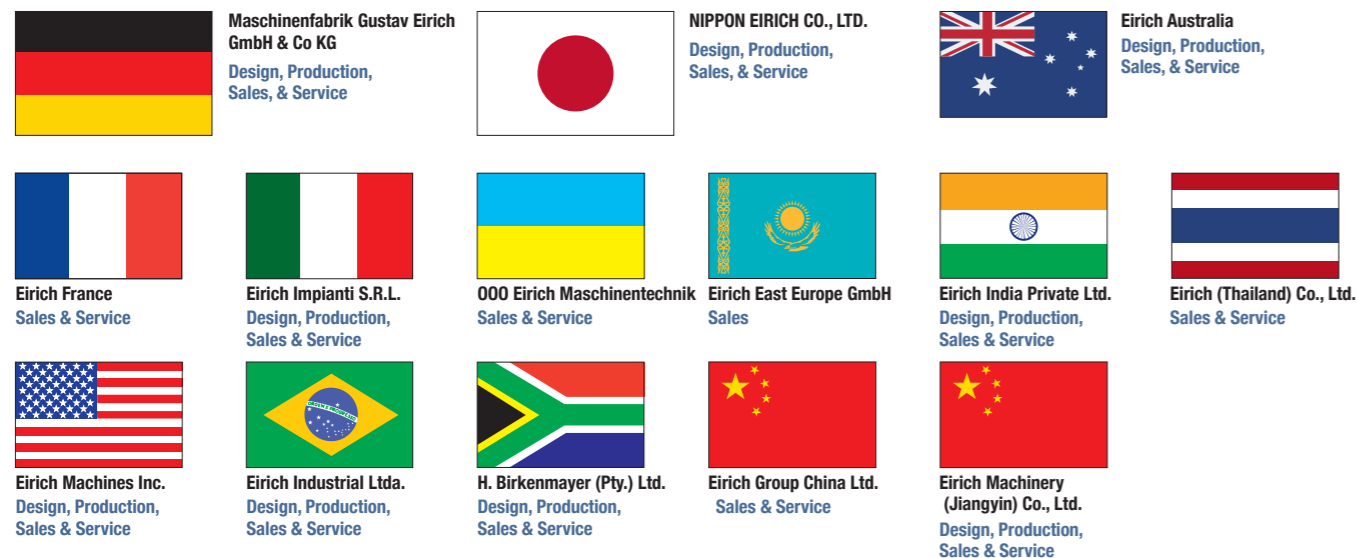 Maschinenfabrik Gustav Eirich
GmbH & Co KG
Design, Production,
Sales, & Service
NIPPON EIRICH CO., LTD.
Design, Production,
Sales, & Service
Eirich Australia
Design, Production,
Sales, & Service
Eirich France
Sales & Service
Eirich Impianti S.R.L.
Design, Production,
Sales & Service
OOO Eirich Maschinentechnik
Sales & Service
Eirich East Europe GmbH
Sales
Eirich India Private Ltd.
Design, Production,
Sales & Service
Eirich (Thailand) Co., Ltd.
Sales & Service
Eirich Machines Inc.
Design, Production,
Sales & Service
Eirich Industrial Ltda.
Design, Production,
Sales & Service
H. Birkenmayer (Pty.) Ltd.
Design, Production,
Sales & Service
Eirich Group China Ltd.
Sales & Service
Eirich Machinery
(Jiangyin) Co., Ltd.
Design, Production,
Sales & Service